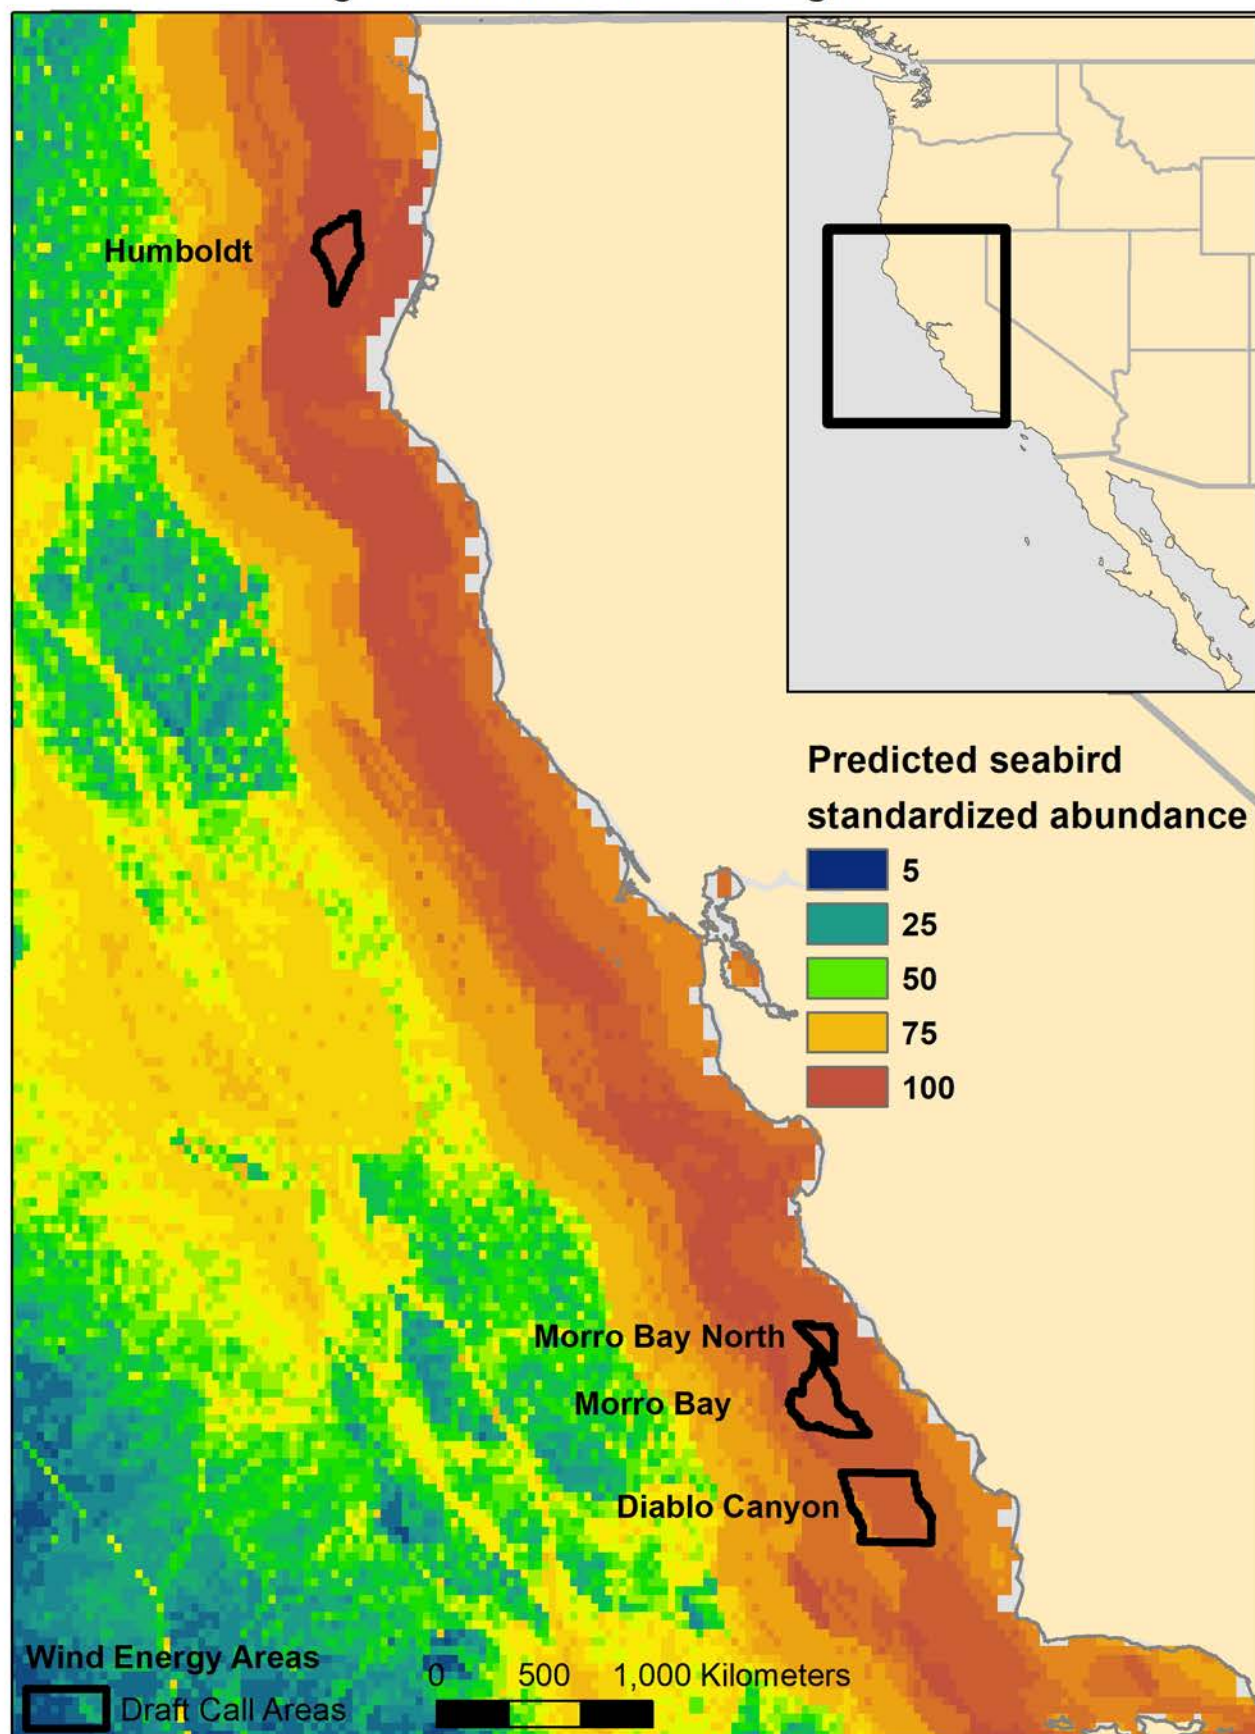 Humboldt
Predicted seabird
standardized abundance
5
25
50
75
100
Morro Bay North
Morro Bay
Diablo Canyon
Wind Energy Areas
Draft Call Areas
0 500 1,000 Kilometers